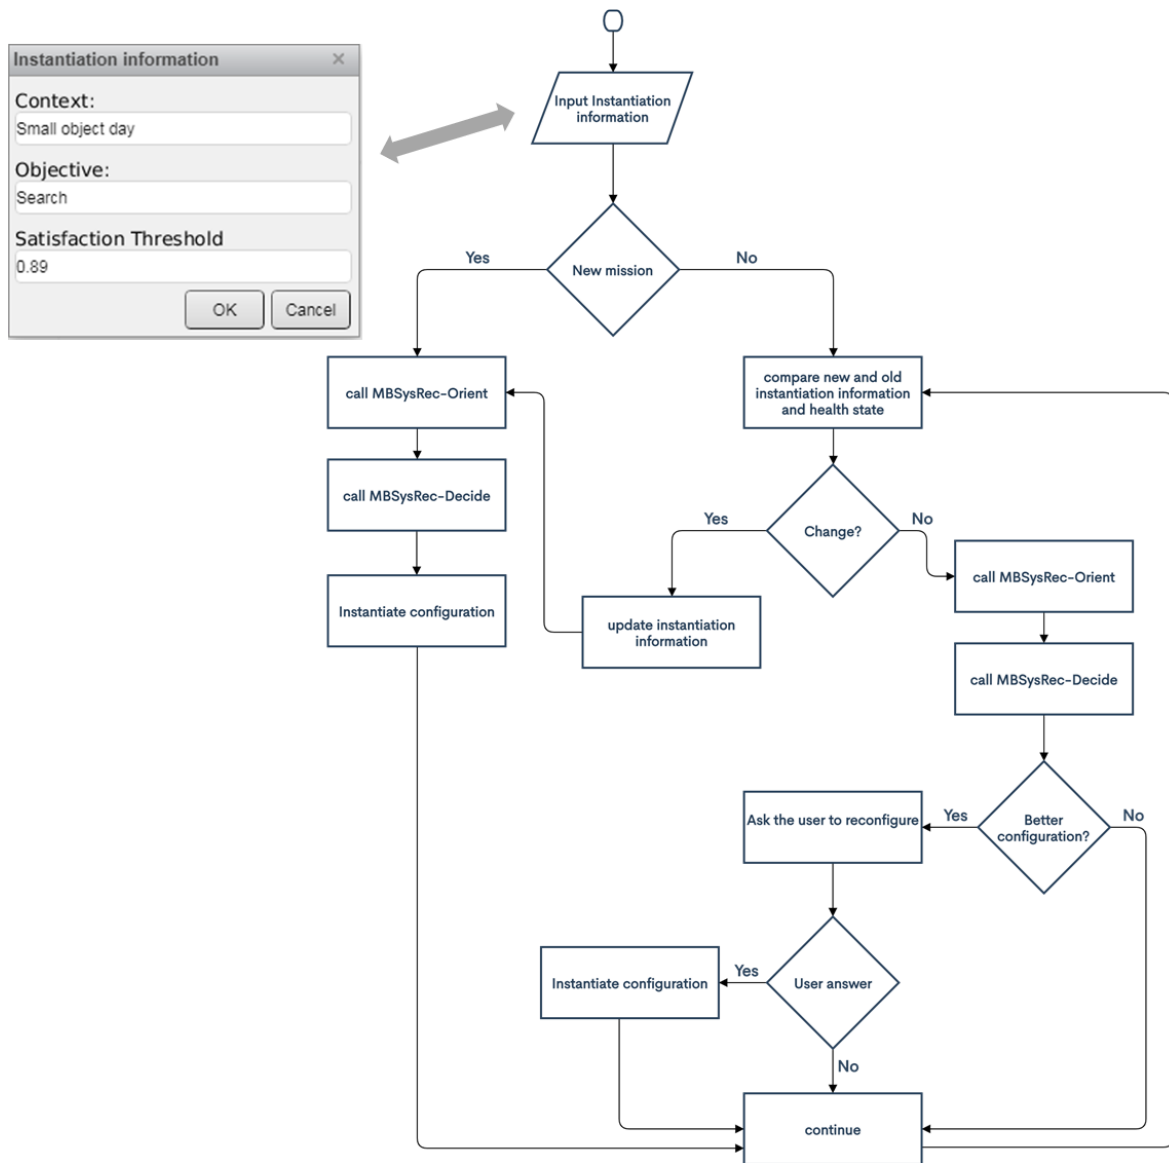 Instantiation information
Context:
Small object day
Objective:
Search
Satisfaction Threshold
0.89
OK
Cancel
Input Instantiation
information
New mission
Yes
No
call MBSysRec-Orient
call MBSysRec-Decide
Instantiate configuration
compare new and old
instantiation information
and health state
Change?
Yes
No
update instantiation
information
call MBSysRec-Orient
call MBSysRec-Decide
Better
configuration?
Yes
No
Ask the user to reconfigure
User answer
Yes
No
Instantiate configuration
continue